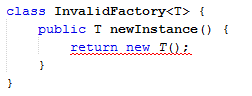 class InvalidFactory<T> {
    public T newInstance() {
        return new T();
    }
}